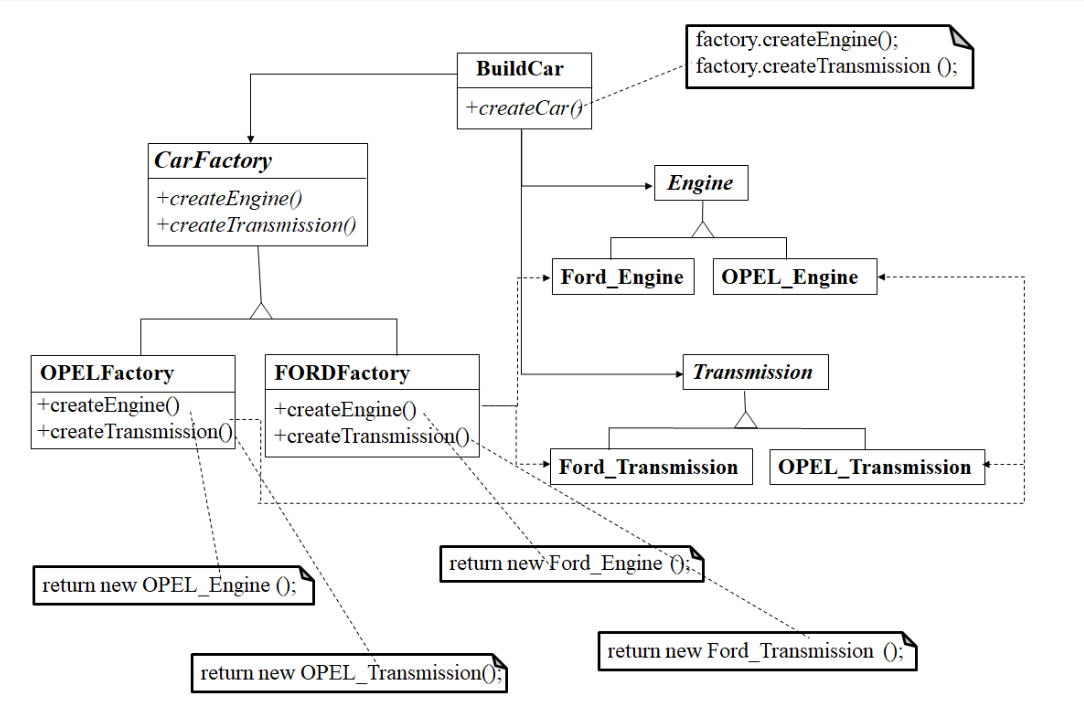 factory.createEngine();
factory.createTransmission ();
BuildCar
+createCar()
CarFactory
+createEngine()
+createTransmission()
Engine
Ford_Engine
OPEL_Engine
OPELFactory
+createEngine()
+createTransmission()
FORDFactory
+createEngine()
+createTransmission()
Transmission
Ford_Transmission
OPEL_Transmission
return new OPEL_Engine ();
return new Ford_Engine ();
return new OPEL_Transmission();
return new Ford_Transmission ();